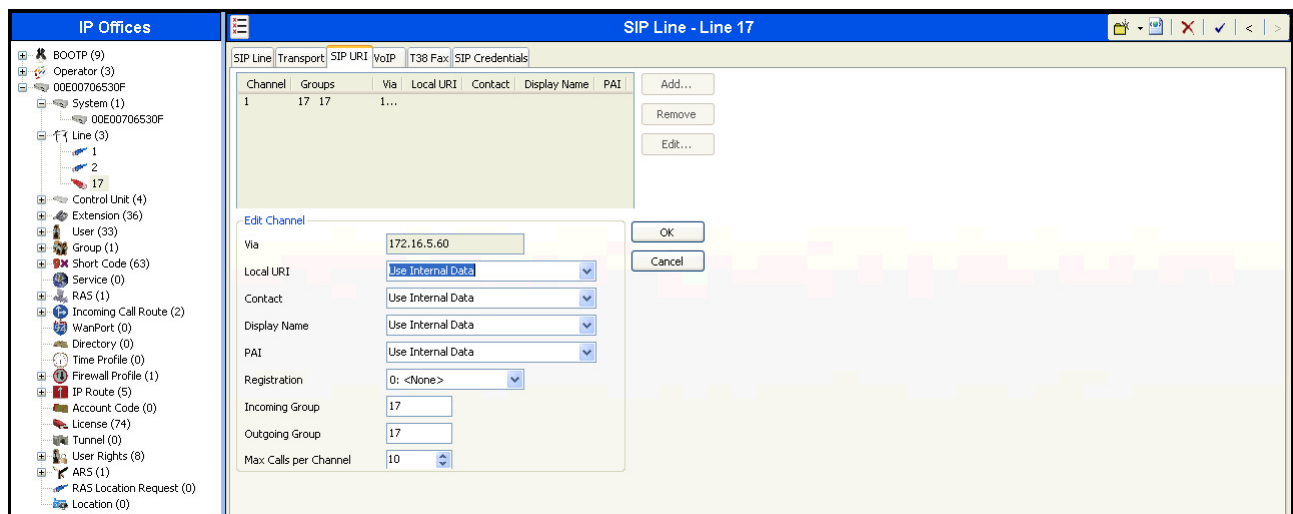 IP Offices
BOOTP (9)
Operator (3)
00E00706530F
System (1)
00E00706530F
Line (3)
1
2
17
Control Unit (4)
Extension (36)
User (33)
Group (1)
Short Code (63)
Service (0)
RAS (1)
Incoming Call Route (2)
WanPort (0)
Directory (0)
Time Profile (0)
Firewall Profile (1)
IP Route (5)
Account Code (0)
License (74)
Tunnel (0)
User Rights (8)
ARS (1)
RAS Location Request (0)
Location (0)
SIP Line - Line 17
SIP Line Transport SIP URI VoIP T38 Fax SIP Credentials
Channel Groups Via Local URI Contact Display Name PAI
1 17 17 1...
Add...
Remove
Edit...
Edit Channel
Via 172.16.5.60
Local URI Use Internal Data
Contact Use Internal Data
Display Name Use Internal Data
PAI Use Internal Data
Registration 0: <None>
Incoming Group 17
Outgoing Group 17
Max Calls per Channel 10
OK
Cancel